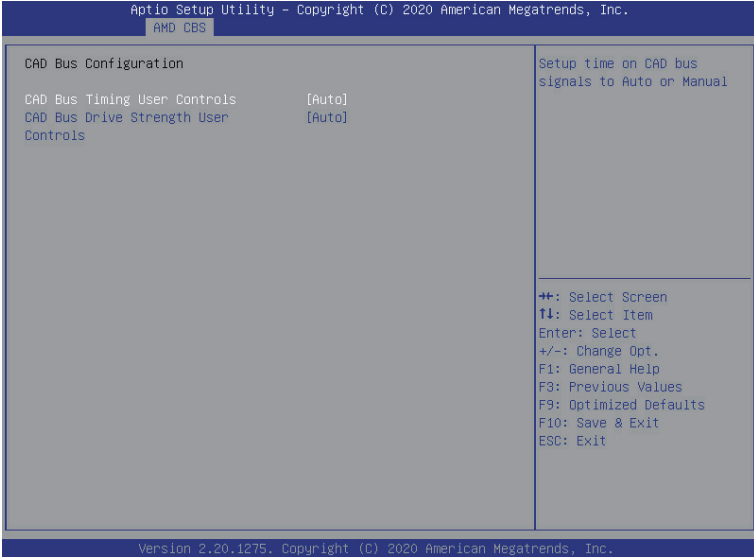 Aptio Setup Utility – Copyright (C) 2020 American Megatrends, Inc.
AMD CBS
CAD Bus Configuration
CAD Bus Timing User Controls [Auto]
CAD Bus Drive Strength User [Auto]
Controls
Setup time on CAD bus
signals to Auto or Manual
→←: Select Screen
↑↓: Select Item
Enter: Select
+/-: Change Opt.
F1: General Help
F3: Previous Values
F9: Optimized Defaults
F10: Save & Exit
ESC: Exit
Version 2.20.1275. Copyright (C) 2020 American Megatrends, Inc.